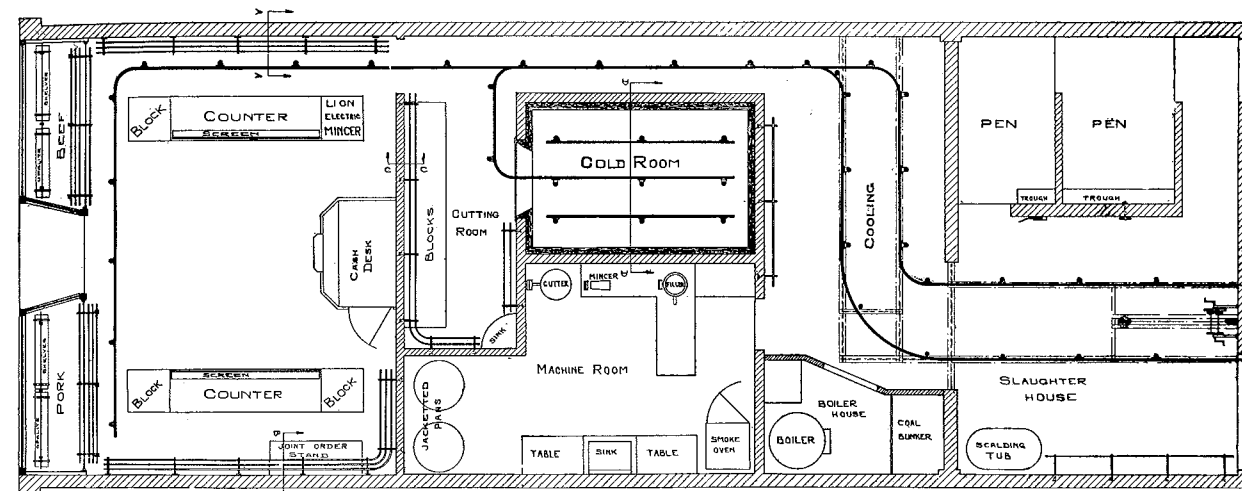 A
A
SHELVES
SHELVES
BEEF
BLOCK
COUNTER
SCREEN
LION
ELECTRIC
MINCER
CASH
DESK
C
C
BLOCKS.
CUTTING
ROOM
SINK
COLD ROOM
COOLING
PEN
PEN
TROUGH
TROUGH
CUTTER
MINCER
FILLER
MACHINE ROOM
JACKETTED
PANS
TABLE
SINK
TABLE
SMOKE
OVEN
BOILER
HOUSE
BOILER
COAL
BUNKER
SLAUGHTER
HOUSE
SCALDING
TUB
SHELVES
SHELVES
PORK
BLOCK
SCREEN
COUNTER
BLOCK
JOINT ORDER
STAND